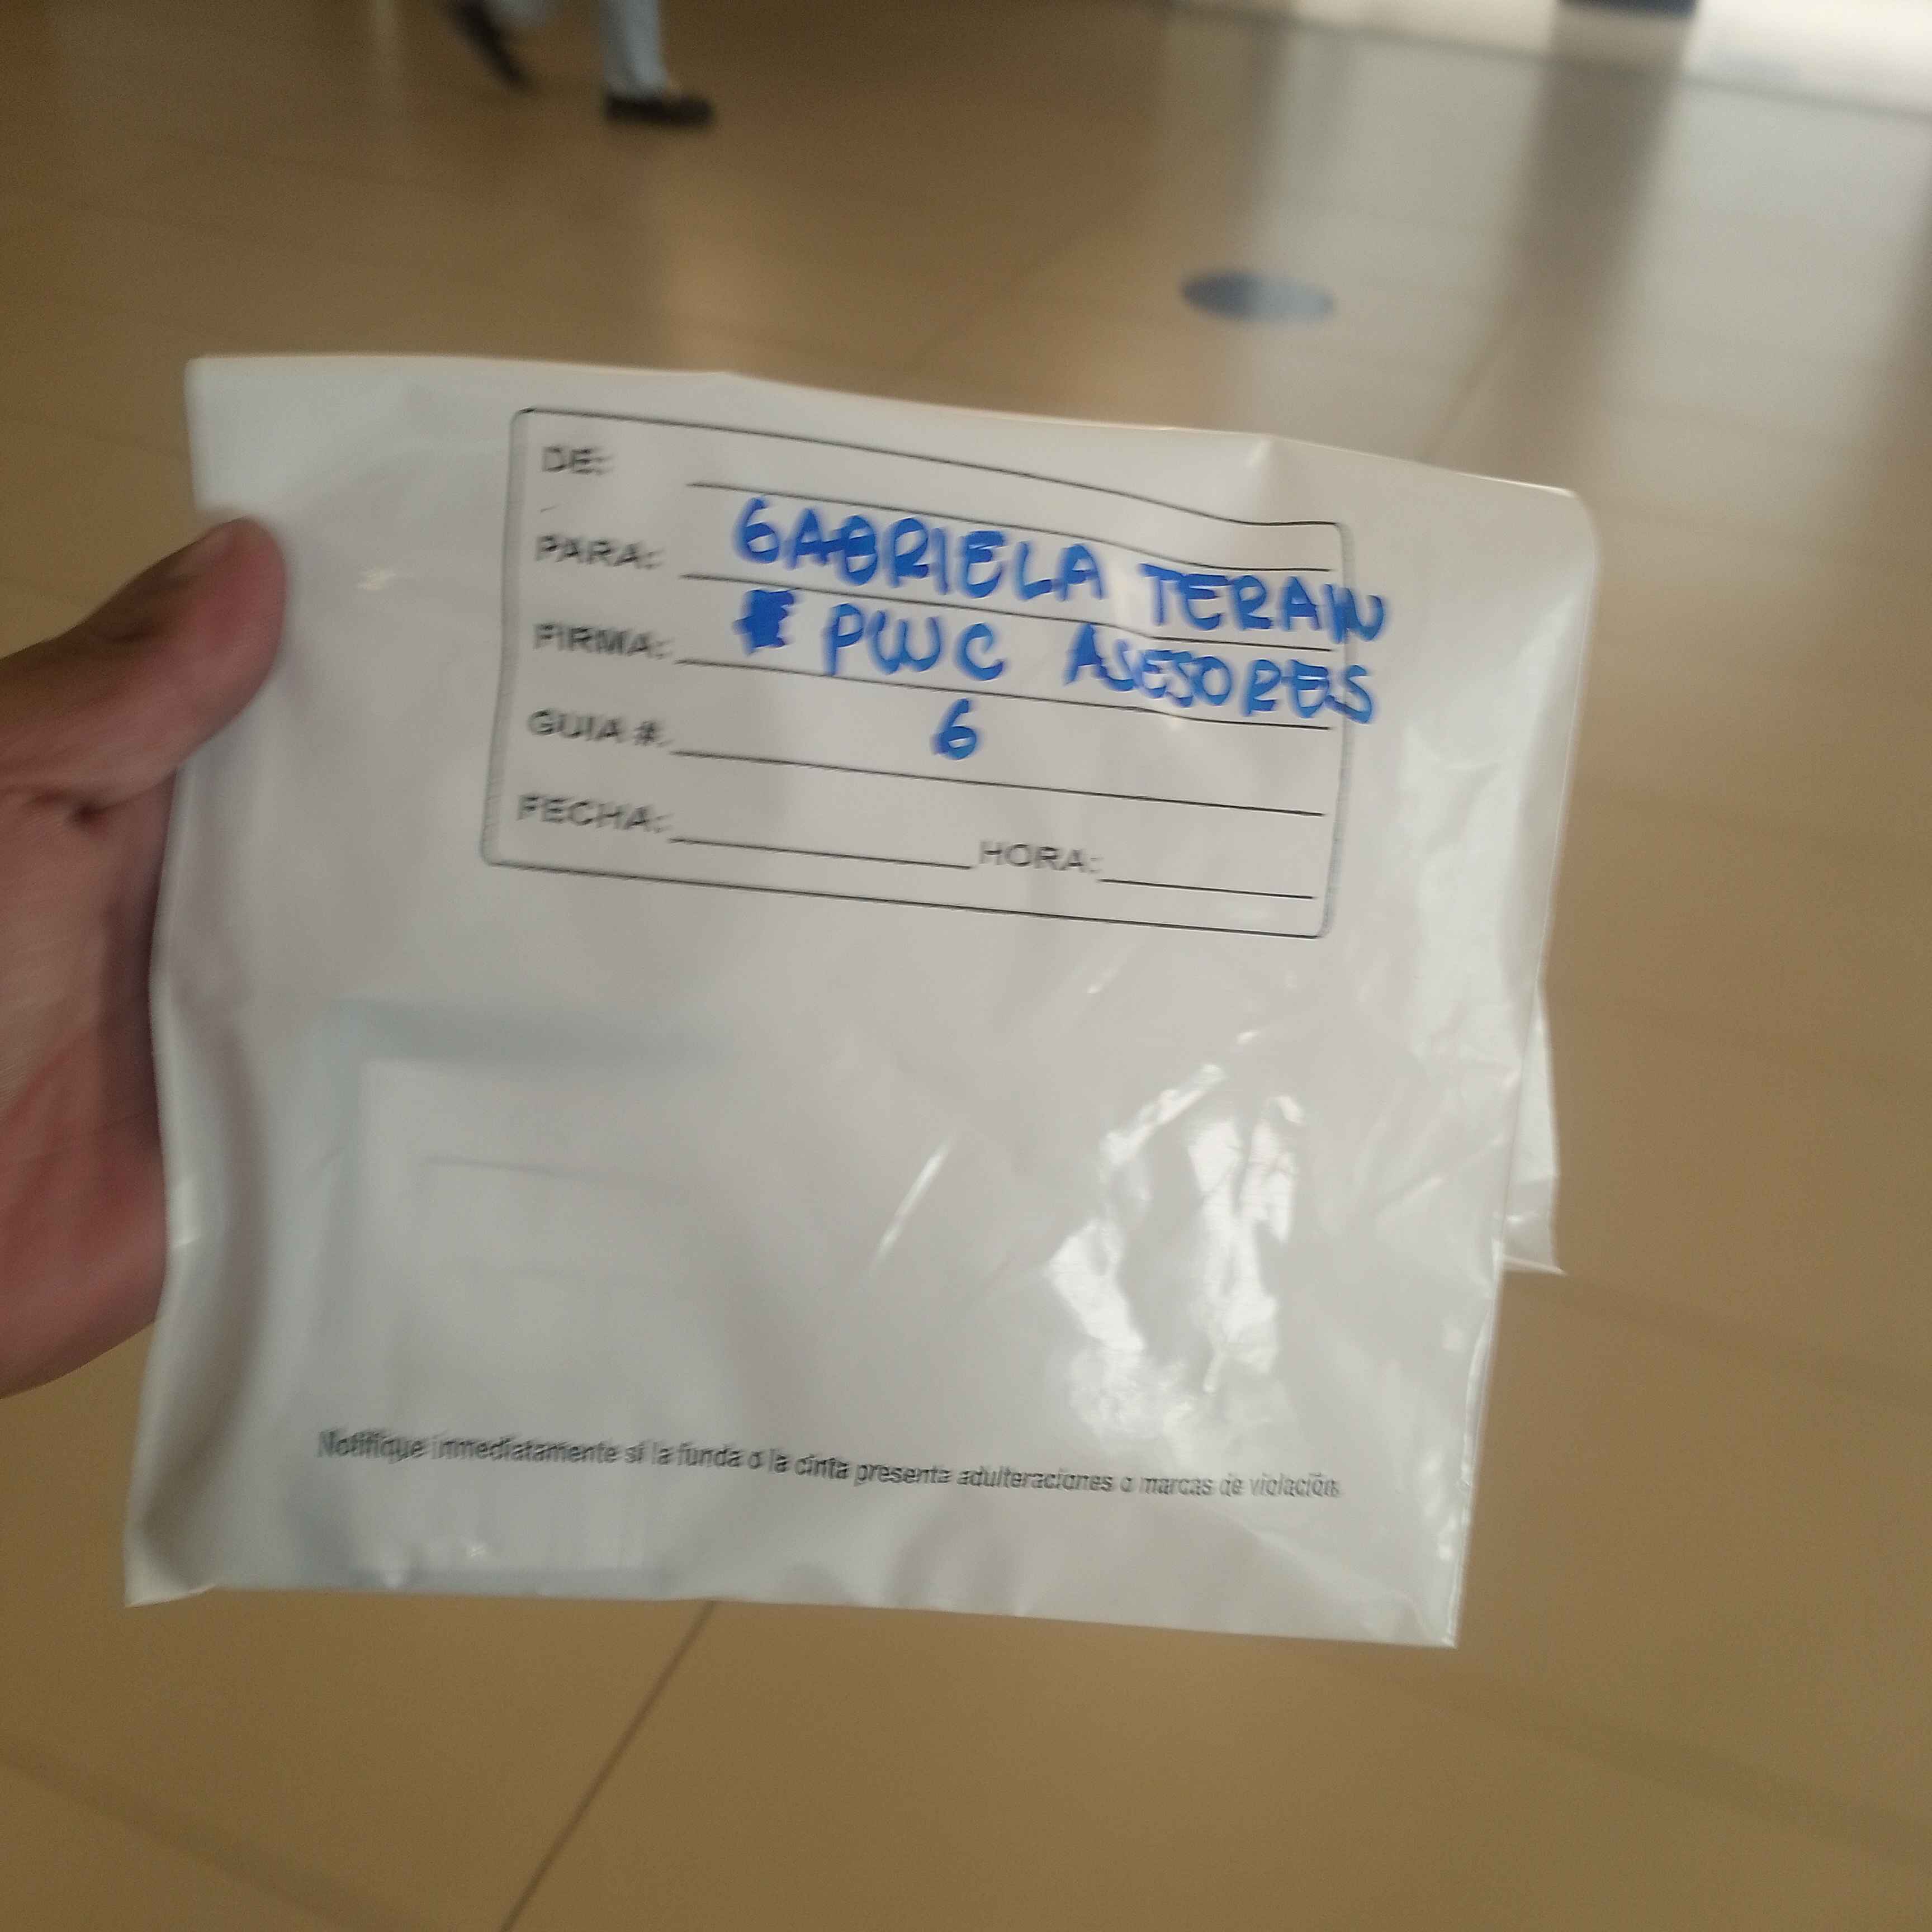 DE:
PARA: GABRIELA TERAN
FIRMA: PWC ASESORES
GUIA #. 6
FECHA: HORA:
Notifique inmediatamente si la funda o la cinta presenta adulteraciones o marcas de violación.